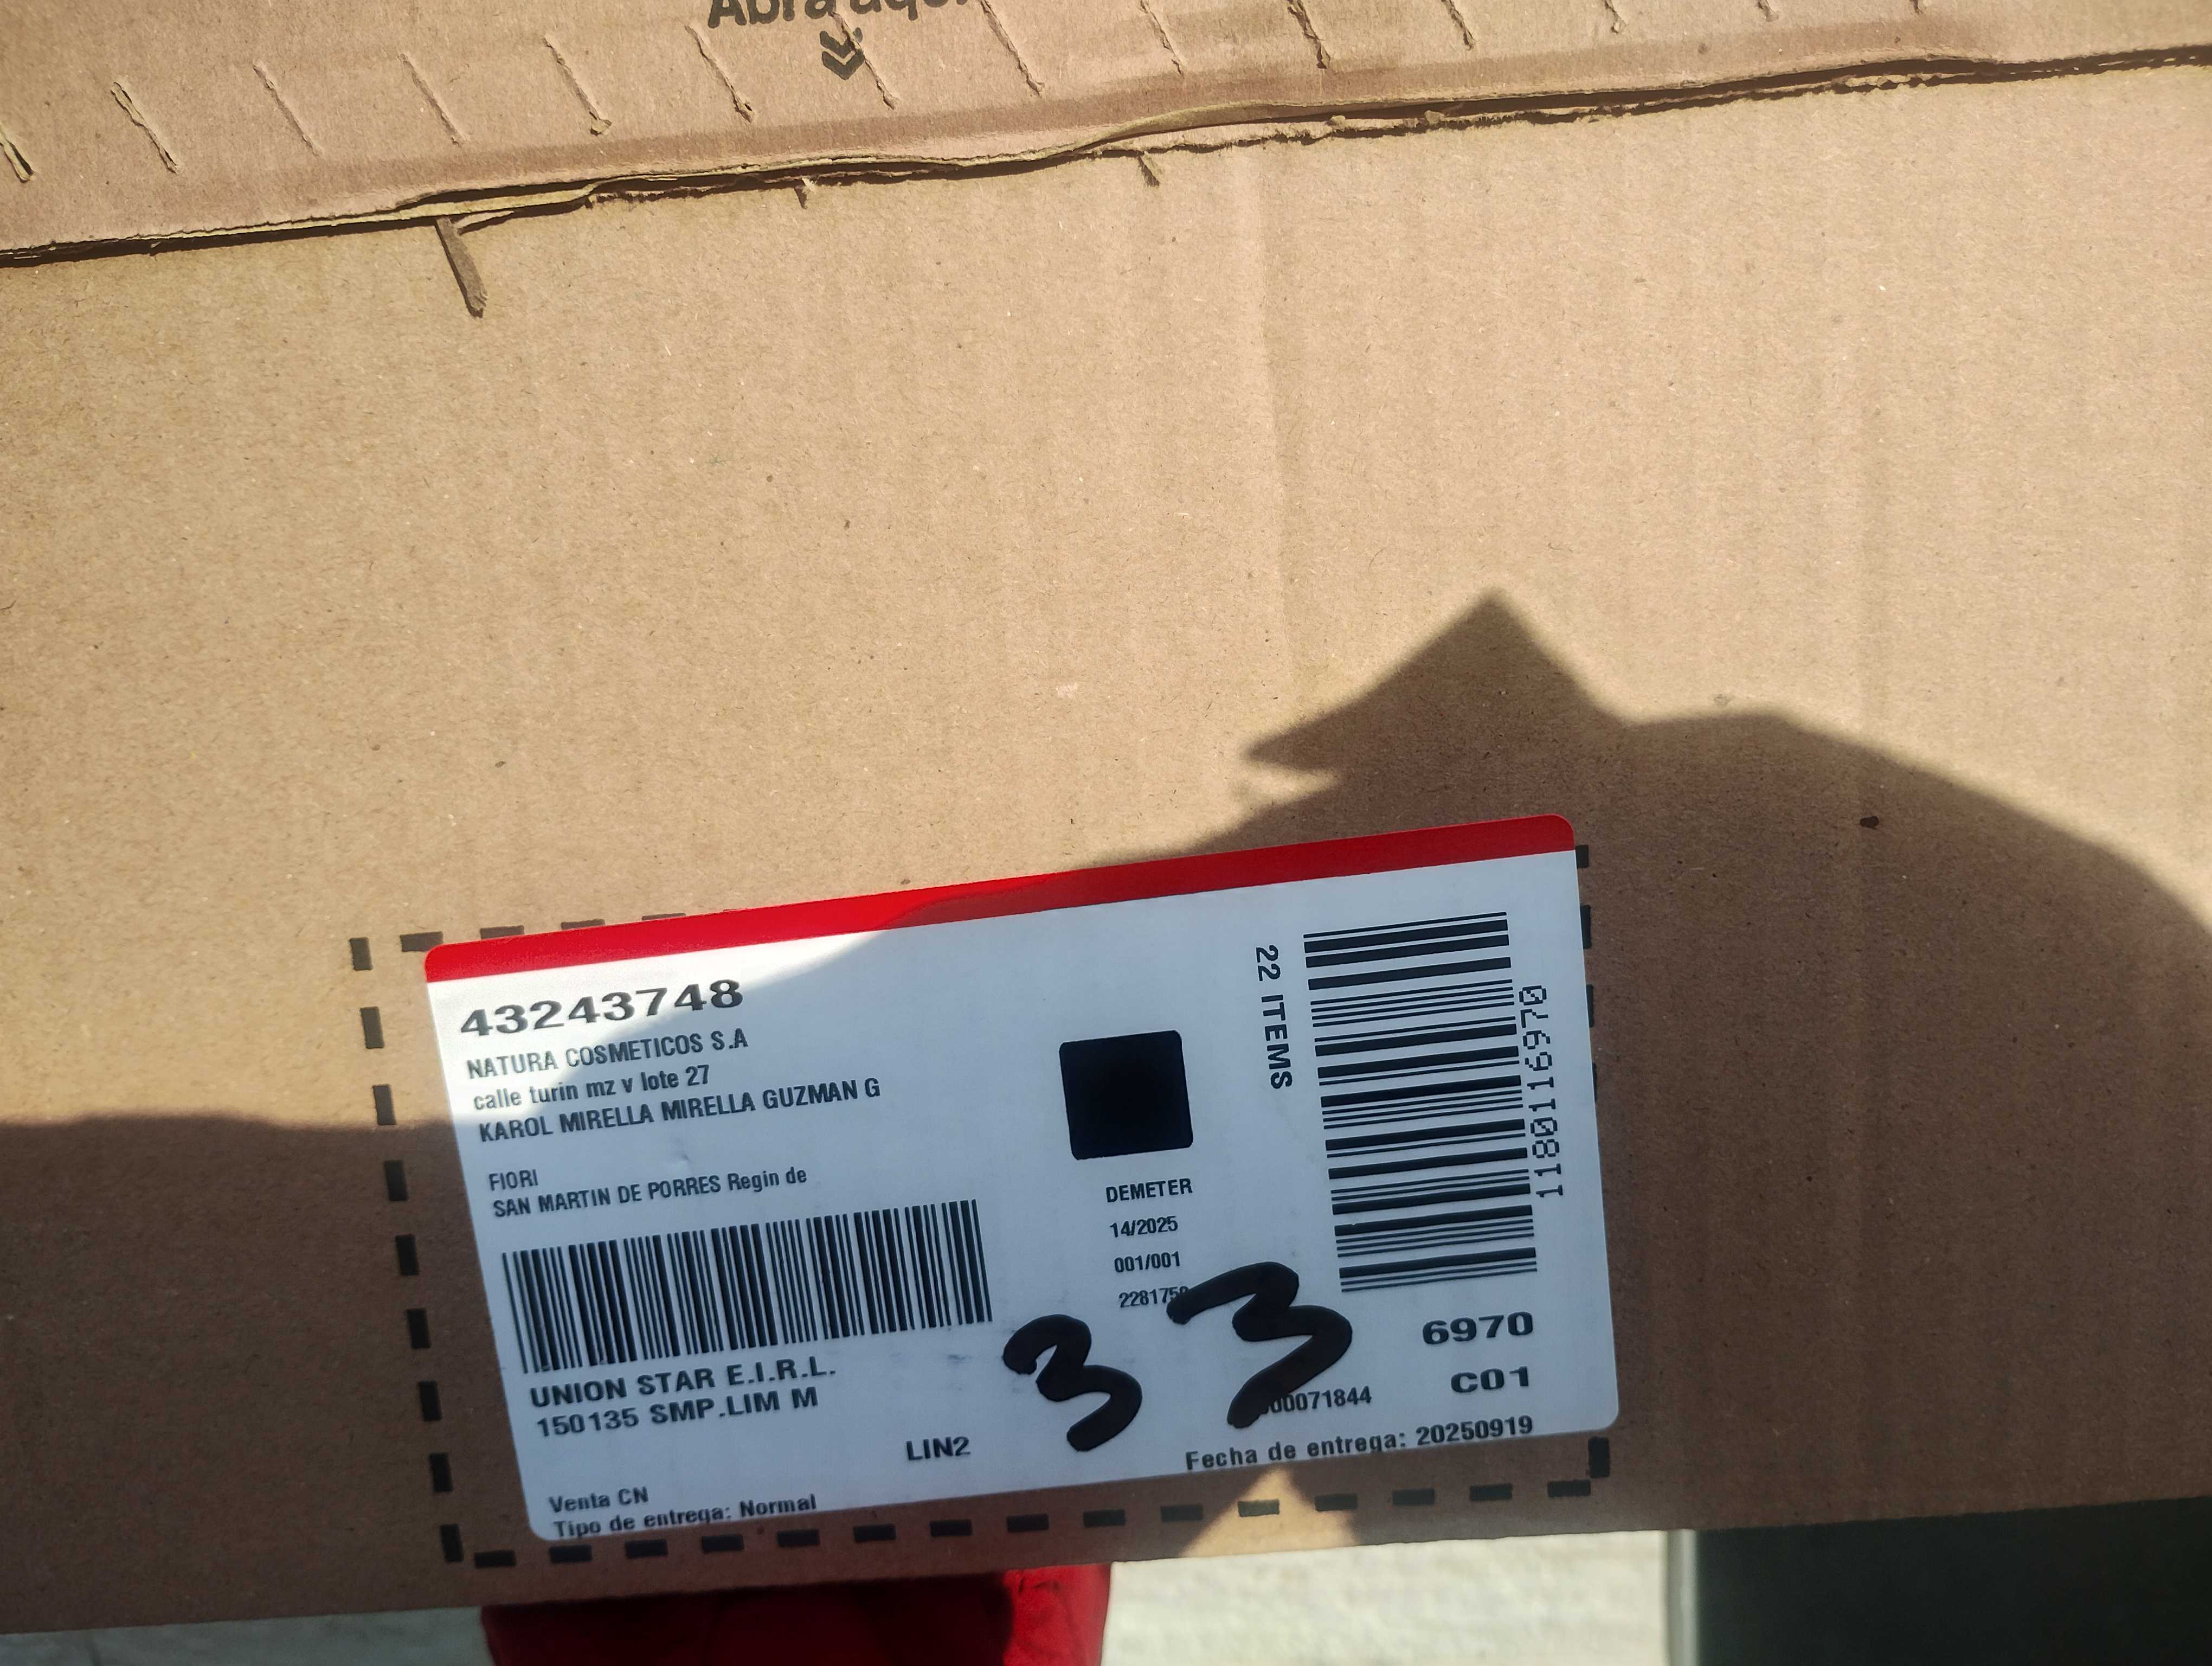 Abra aquí
43243748
NATURA COSMETICOS S.A
calle turin mz v lote 27
KAROL MIRELLA MIRELLA GUZMAN G
FIORI
SAN MARTIN DE PORRES Regin de
UNION STAR E.I.R.L.
150135 SMP.LIM M
LIN2
Venta CN
Tipo de entrega: Normal
DEMETER
14/2025
001/001
33
22 ITEMS
1180116970
6970
C01
Fecha de entrega: 20250919